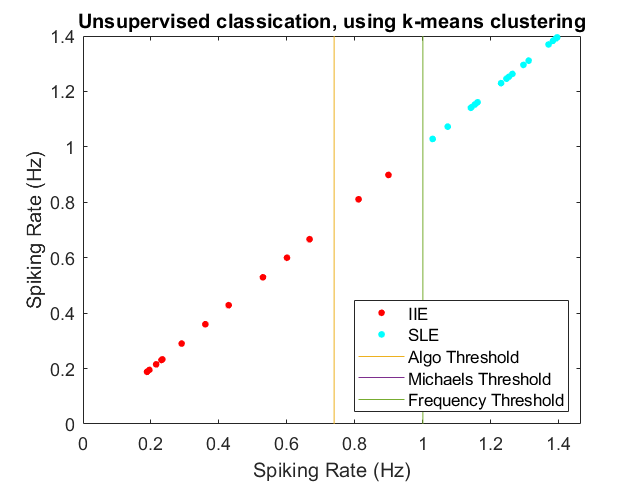 Unsupervised classication, using k-means clustering
Spiking Rate (Hz)
1.4
1.2
1
0.8
0.6
0.4
0.2
0
IIE
SLE
Algo Threshold
Michaels Threshold
Frequency Threshold
0 0.2 0.4 0.6 0.8 1 1.2 1.4
Spiking Rate (Hz)